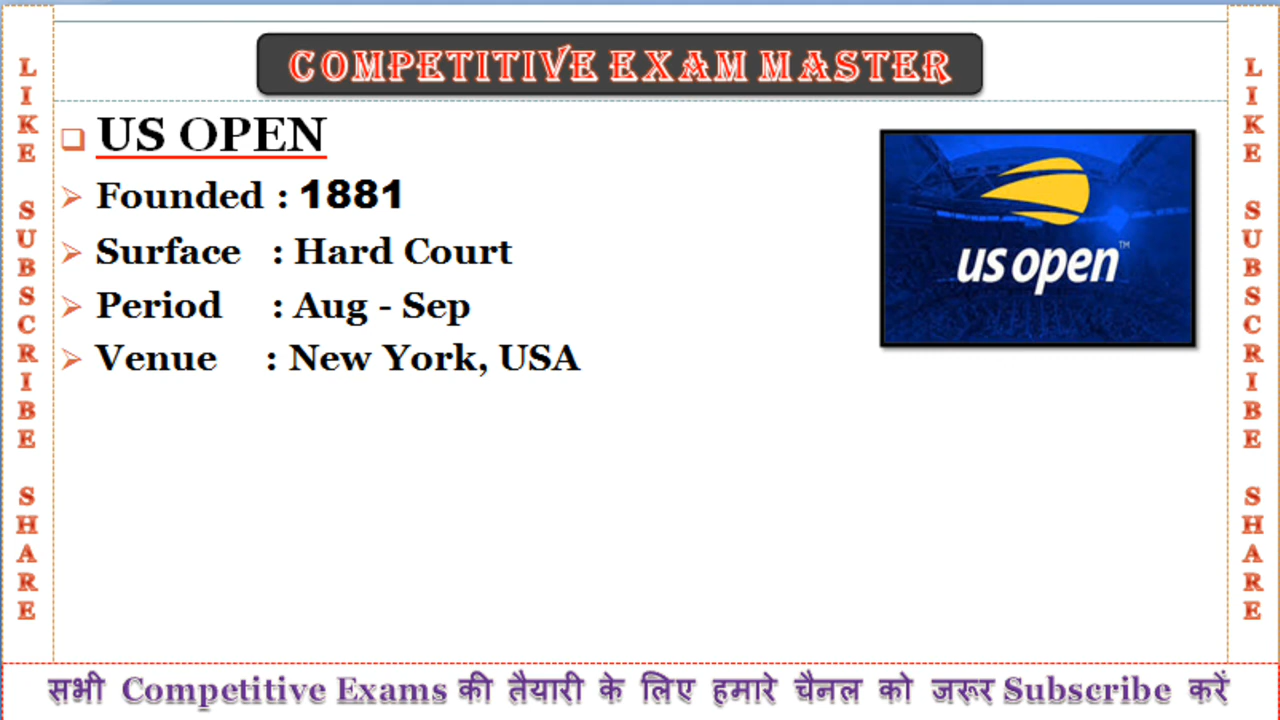 COMPETITIVE EXAM MASTER
LIKE SUBSCRIBE SHARE
US OPEN
Founded : 1881
Surface : Hard Court
Period : Aug - Sep
Venue : New York, USA
us open™
LIKE SUBSCRIBE SHARE
सभी Competitive Exams की तैयारी के लिए हमारे चैनल को जरूर Subscribe करें